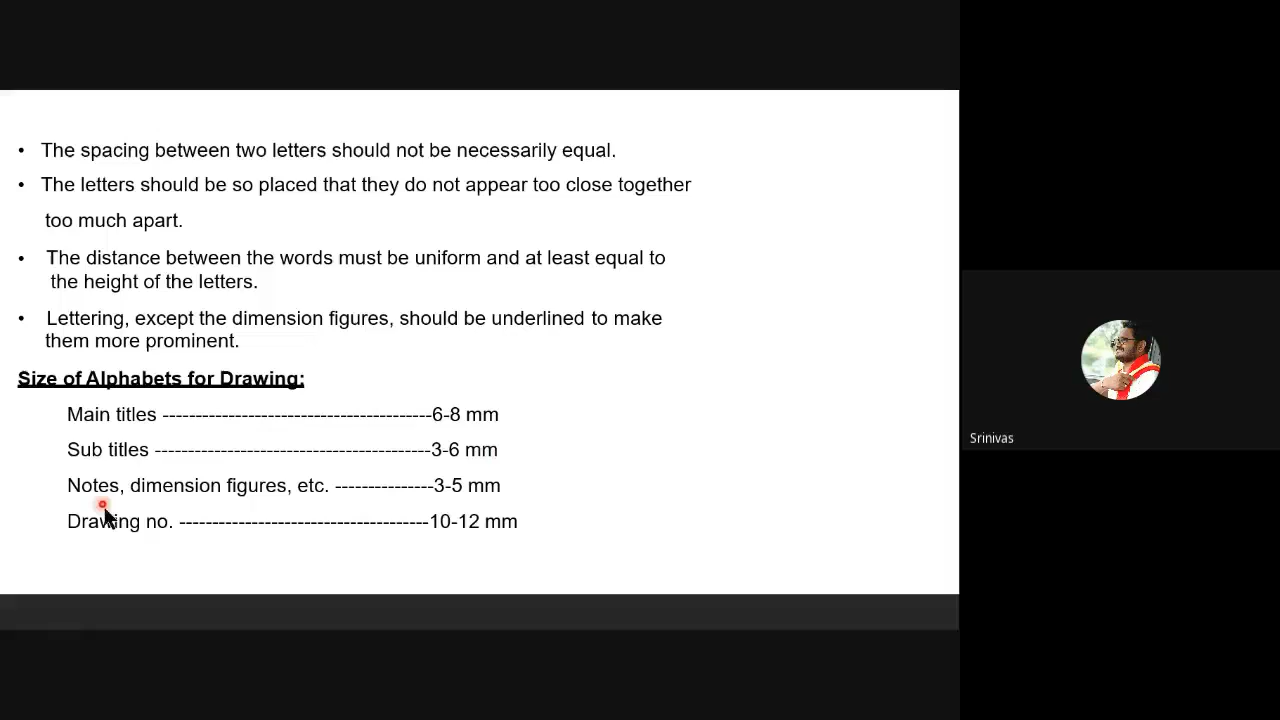 • The spacing between two letters should not be necessarily equal.
• The letters should be so placed that they do not appear too close together
too much apart.
• The distance between the words must be uniform and at least equal to
the height of the letters.
• Lettering, except the dimension figures, should be underlined to make
them more prominent.
Size of Alphabets for Drawing:
Main titles -----------------------------------------6-8 mm
Sub titles ------------------------------------------3-6 mm
Notes, dimension figures, etc. ---------------3-5 mm
Drawing no. --------------------------------------10-12 mm
Srinivas